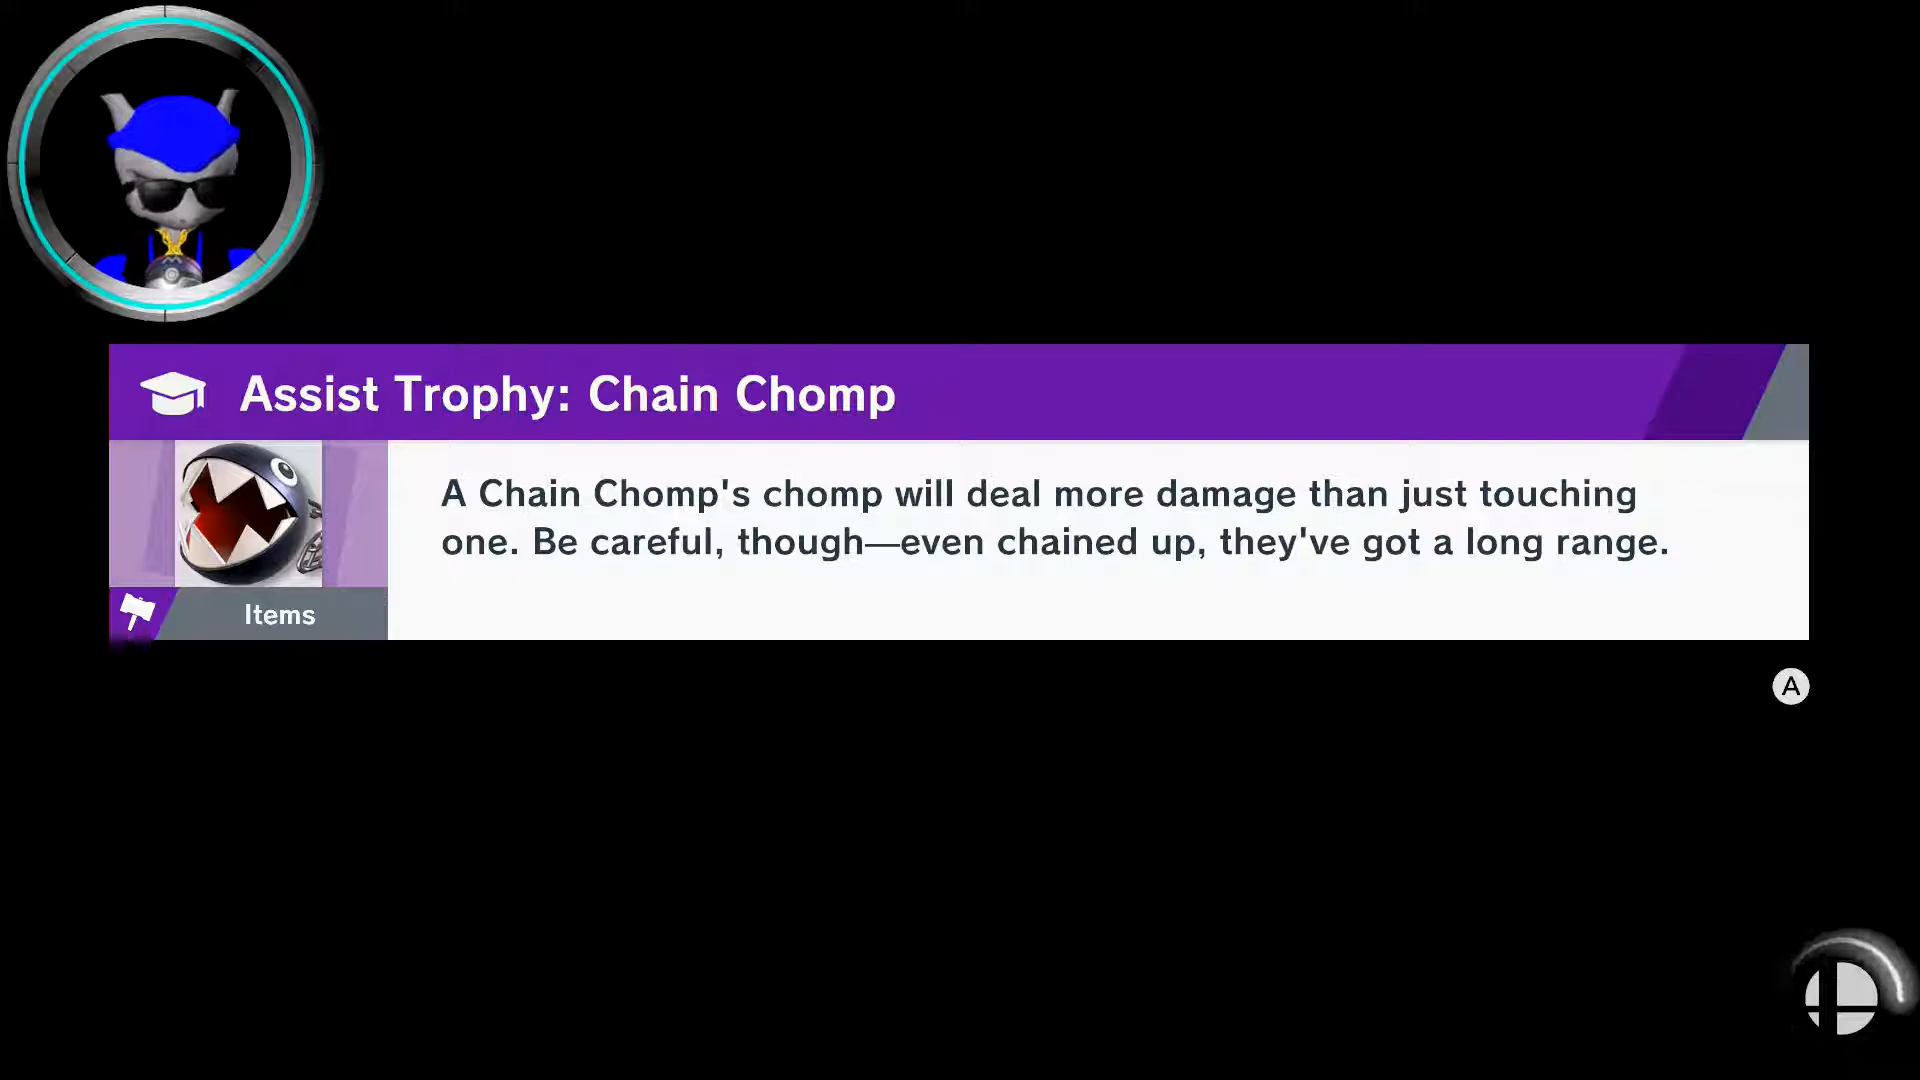 Assist Trophy: Chain Chomp
A Chain Chomp's chomp will deal more damage than just touching
one. Be careful, though—even chained up, they've got a long range.
Items
A